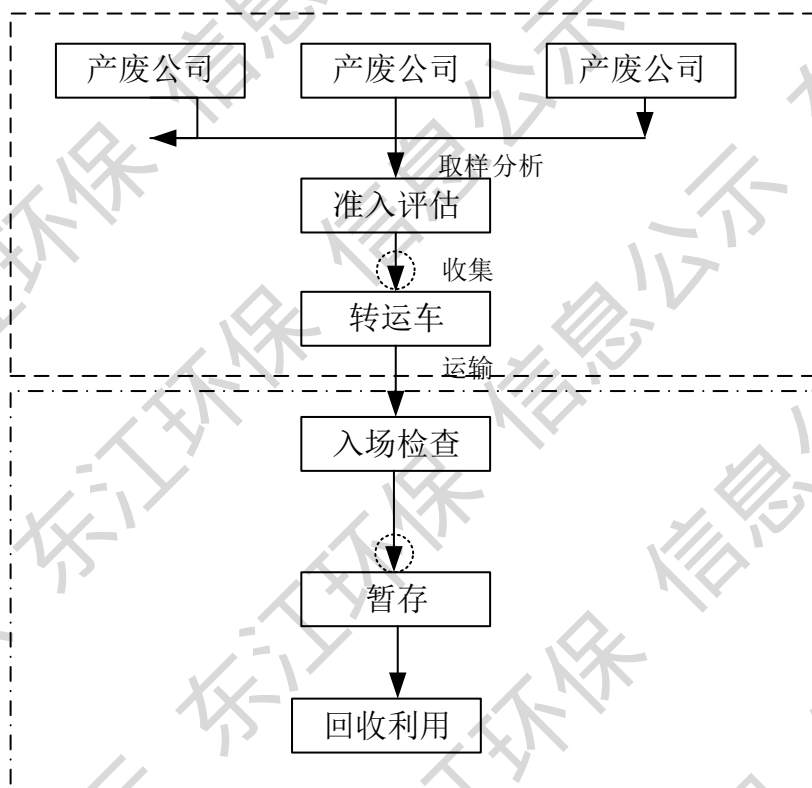 产废公司 产废公司 产废公司
取样分析
准入评估
收集
转运车
运输
入场检查
暂存
回收利用
东江环保 信息公示